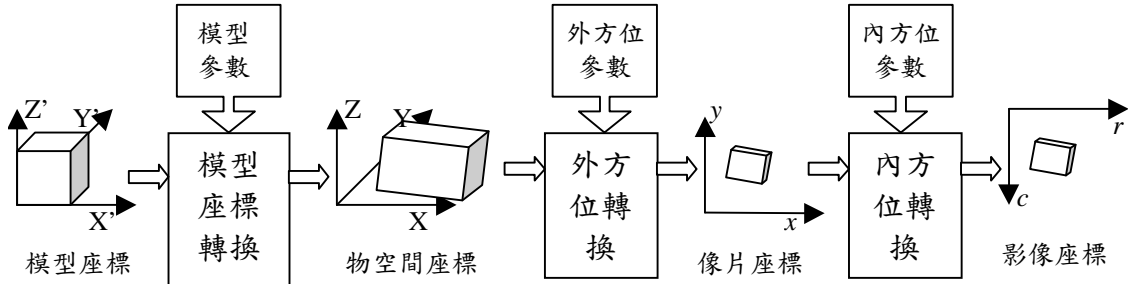 模型
參數
外方位
參數
內方位
參數
Z'
Y'
X'
模型
座標
轉換
Z
Y
X
外方
位轉
換
y
x
內方
位轉
換
r
c
模型座標
物空間座標
像片座標
影像座標